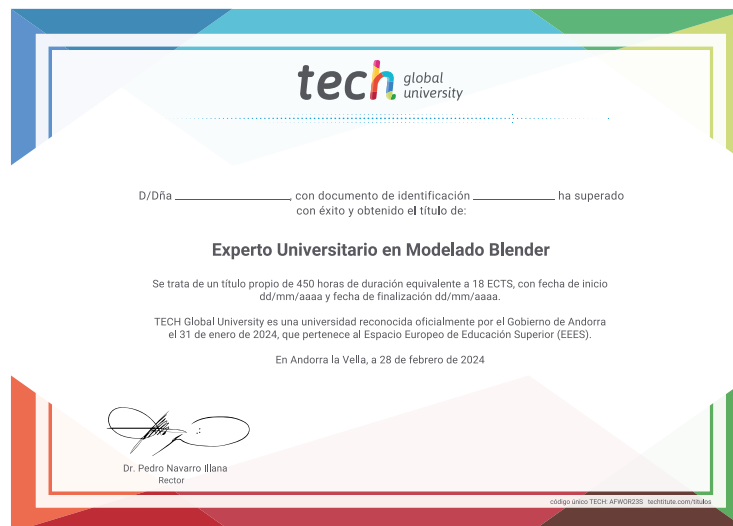 tech global university
D/Dña ____________________, con documento de identificación ______________ ha superado
con éxito y obtenido el título de:
Experto Universitario en Modelado Blender
Se trata de un título propio de 450 horas de duración equivalente a 18 ECTS, con fecha de inicio
dd/mm/aaaa y fecha de finalización dd/mm/aaaa.
TECH Global University es una universidad reconocida oficialmente por el Gobierno de Andorra
el 31 de enero de 2024, que pertenece al Espacio Europeo de Educación Superior (EEES).
En Andorra la Vella, a 28 de febrero de 2024
Dr. Pedro Navarro Illana
Rector
código único TECH: AFWOR23S techtitute.com/titulos